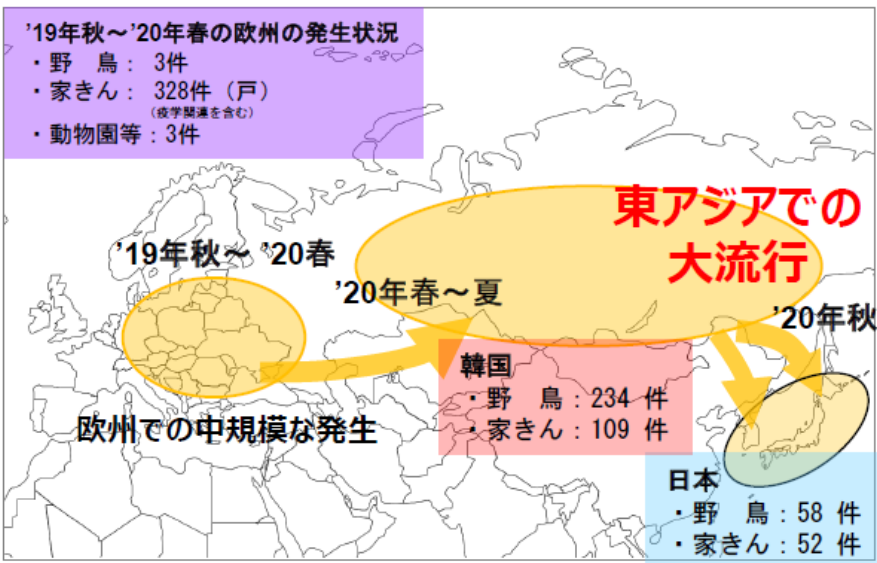 ’19年秋～’20年春の欧州の発生状況
・野　鳥： 3件
・家きん： 328件（戸）
（疫学関連を含む）
・動物園等：3件
東アジアでの
大流行
’19年秋～ ’20春
’20年春～夏
’20年秋
韓国
・野　鳥：234 件
・家きん：109 件
欧州での中規模な発生
日本
・野　鳥：58 件
・家きん：52 件